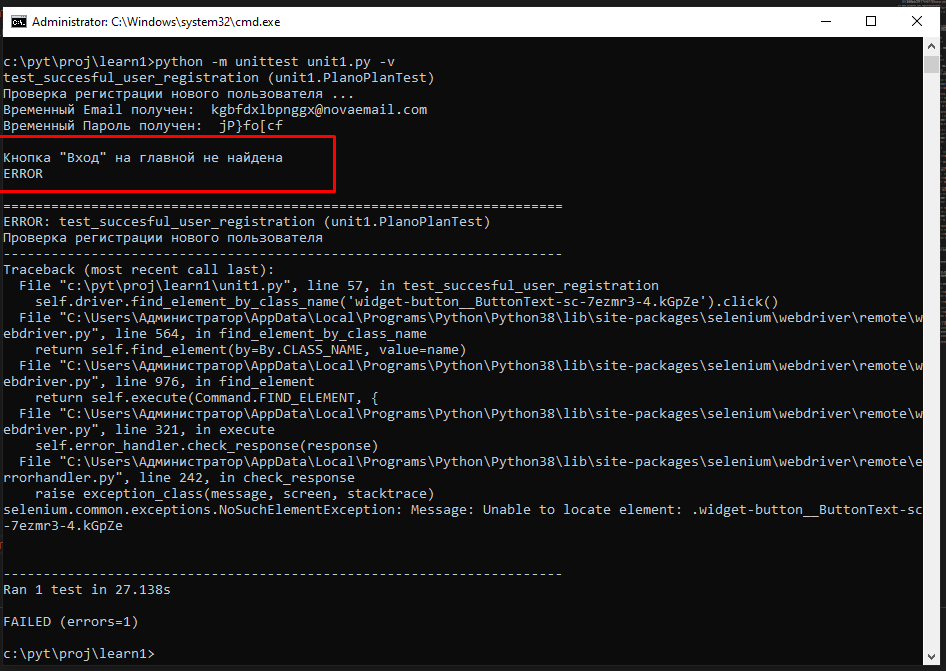 Administrator: C:\Windows\system32\cmd.exe
c:\pyt\proj\learn1>python -m unittest unit1.py -v
test_succesful_user_registration (unit1.PlanoPlanTest)
Проверка регистрации нового пользователя ...
Временный Email получен:  kgbfdxlbpnggx@novaemail.com
Временный Пароль получен:  jP}fo[cf
Кнопка "Вход" на главной не найдена
ERROR
======================================================================
ERROR: test_succesful_user_registration (unit1.PlanoPlanTest)
Проверка регистрации нового пользователя
----------------------------------------------------------------------
Traceback (most recent call last):
  File "c:\pyt\proj\learn1\unit1.py", line 57, in test_succesful_user_registration
    self.driver.find_element_by_class_name('widget-button__ButtonText-sc-7ezmr3-4.kGpZe').click()
  File "C:\Users\Администратор\AppData\Local\Programs\Python\Python38\lib\site-packages\selenium\webdriver\remote\w
ebdriver.py", line 564, in find_element_by_class_name
    return self.find_element(by=By.CLASS_NAME, value=name)
  File "C:\Users\Администратор\AppData\Local\Programs\Python\Python38\lib\site-packages\selenium\webdriver\remote\w
ebdriver.py", line 976, in find_element
    return self.execute(Command.FIND_ELEMENT, {
  File "C:\Users\Администратор\AppData\Local\Programs\Python\Python38\lib\site-packages\selenium\webdriver\remote\w
ebdriver.py", line 321, in execute
    self.error_handler.check_response(response)
  File "C:\Users\Администратор\AppData\Local\Programs\Python\Python38\lib\site-packages\selenium\webdriver\remote\e
rrorhandler.py", line 242, in check_response
    raise exception_class(message, screen, stacktrace)
selenium.common.exceptions.NoSuchElementException: Message: Unable to locate element: .widget-button__ButtonText-sc
-7ezmr3-4.kGpZe
----------------------------------------------------------------------
Ran 1 test in 27.138s
FAILED (errors=1)
c:\pyt\proj\learn1>